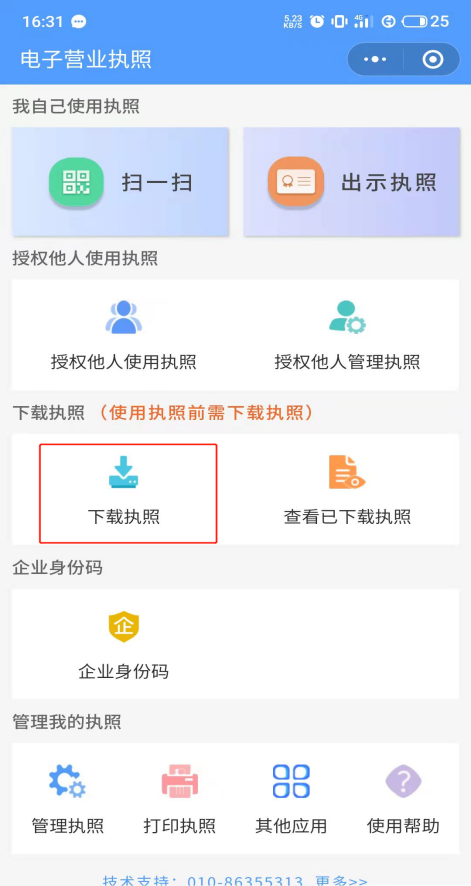 16:31
5.23 KB/S 4G 25
电子营业执照
我自己使用执照
扫一扫 出示执照
授权他人使用执照
授权他人使用执照 授权他人管理执照
下载执照 （使用执照前需下载执照）
下载执照 查看已下载执照
企业身份码
企
企业身份码
管理我的执照
管理执照 打印执照 其他应用 使用帮助
技术支持：010-86355313 更多>>